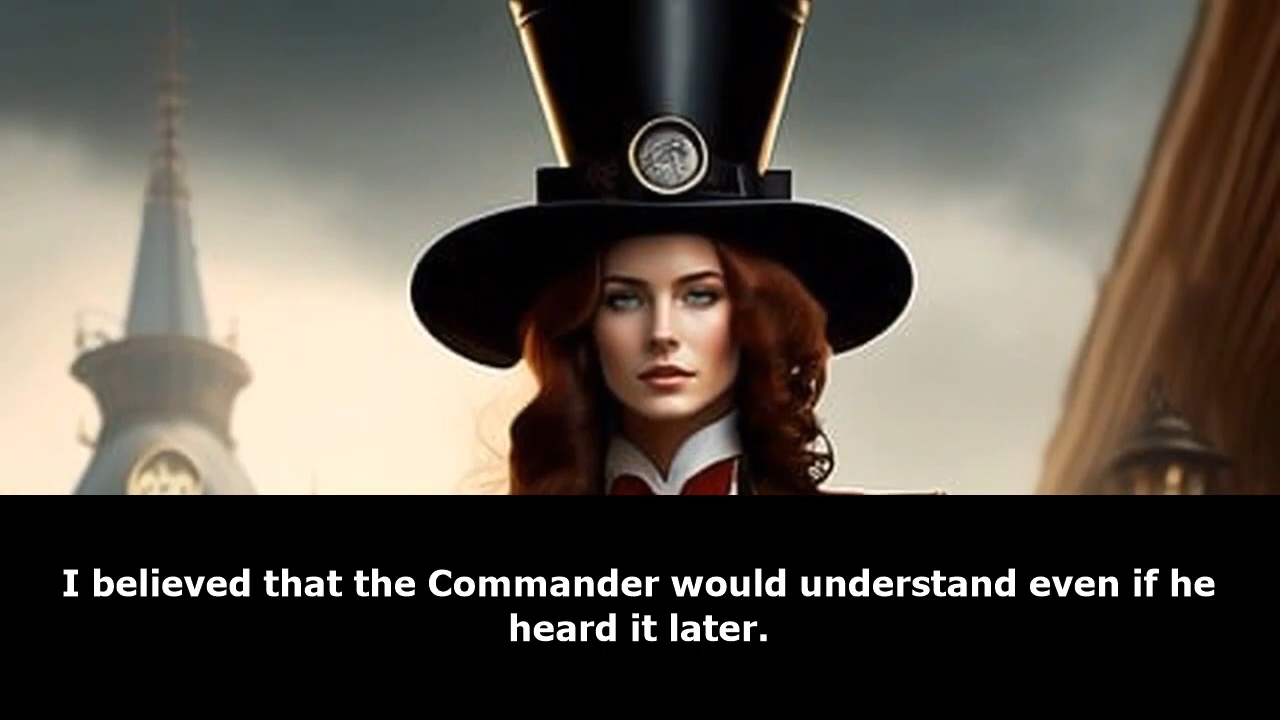 I believed that the Commander would understand even if he
heard it later.